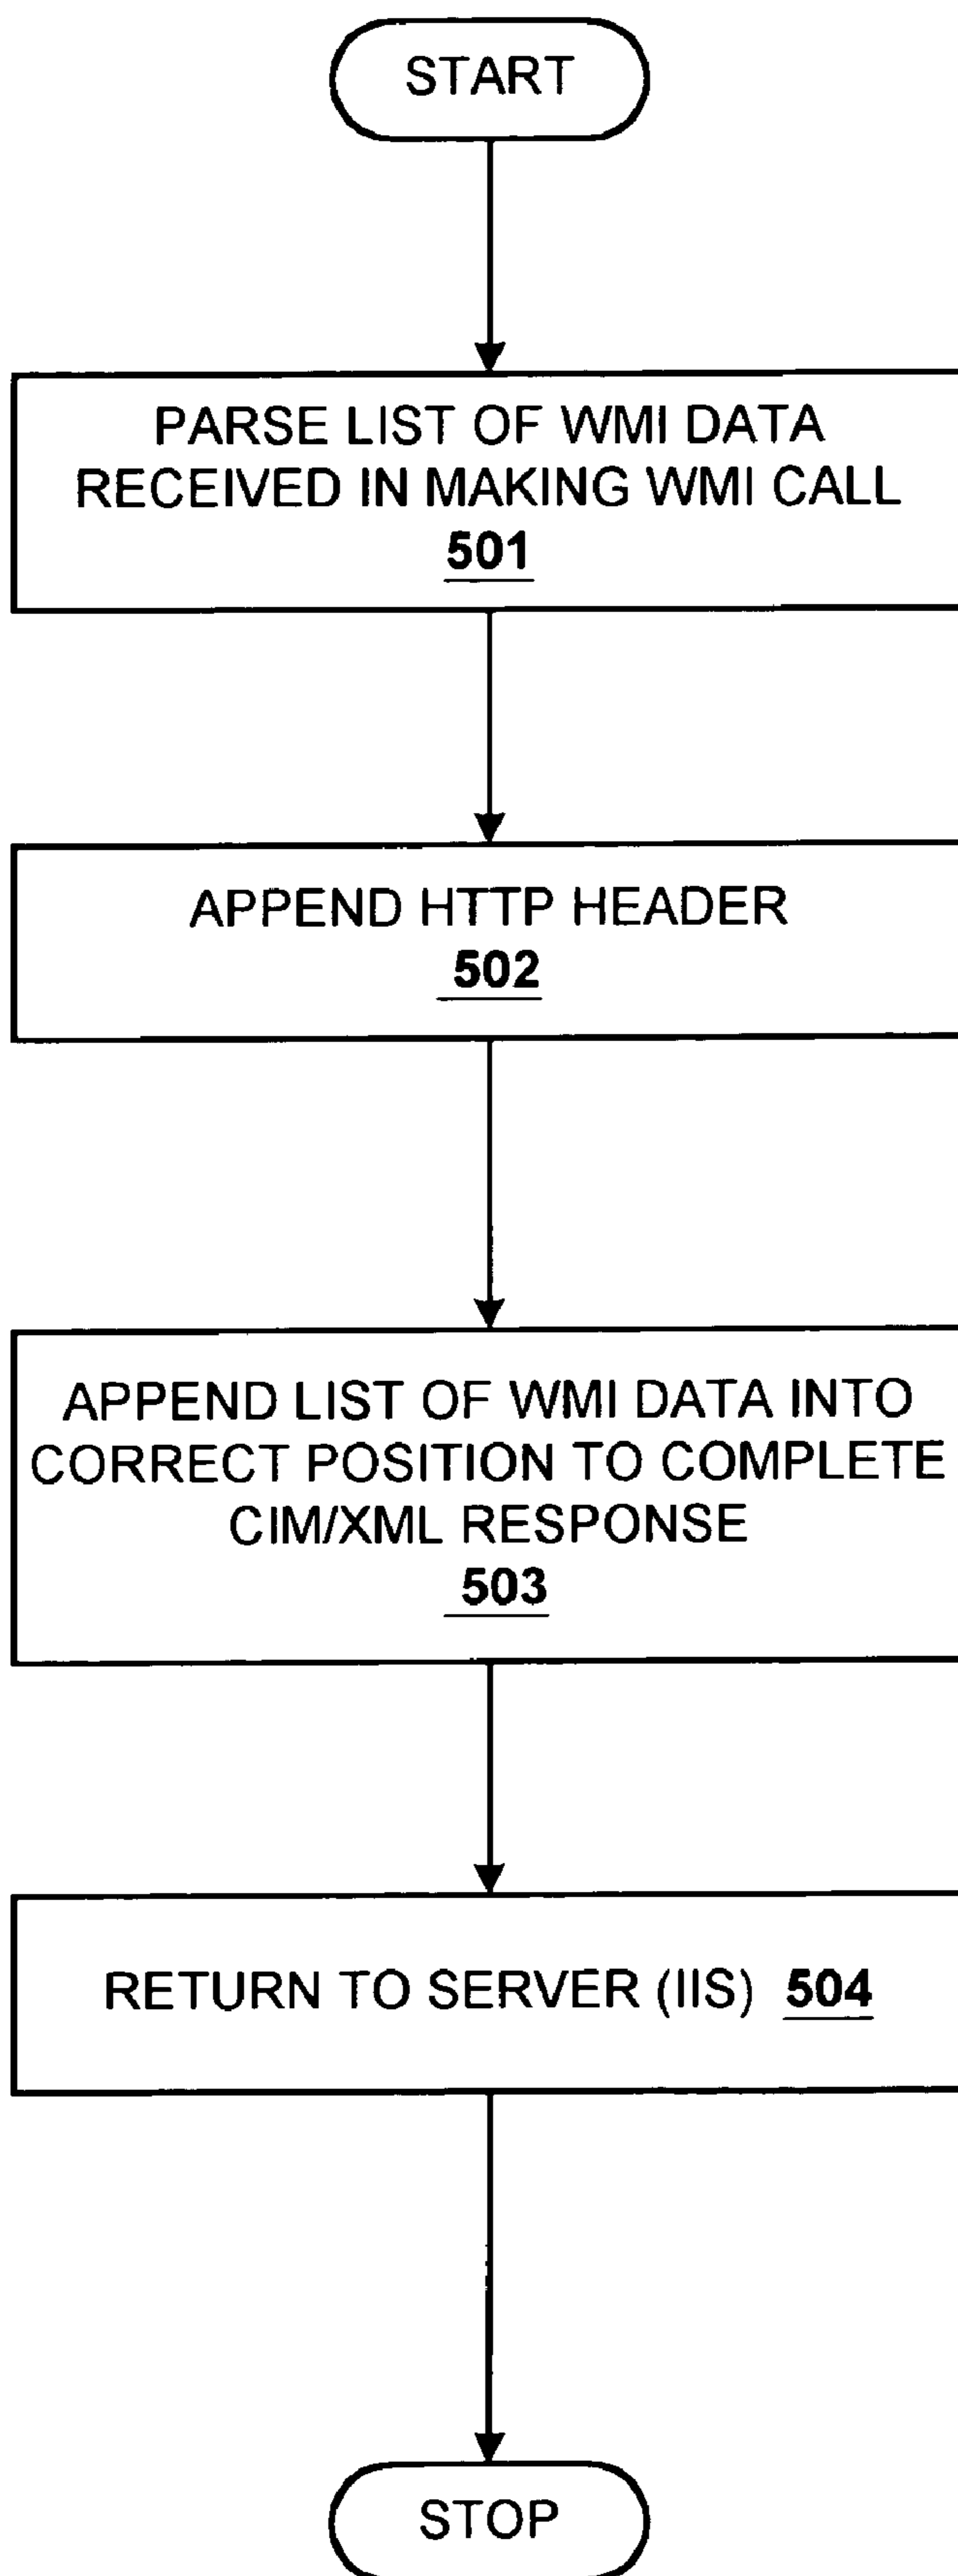 START
PARSE LIST OF WMI DATA
RECEIVED IN MAKING WMI CALL
501
APPEND HTTP HEADER
502
APPEND LIST OF WMI DATA INTO
CORRECT POSITION TO COMPLETE
CIM/XML RESPONSE
503
RETURN TO SERVER (IIS) 504
STOP